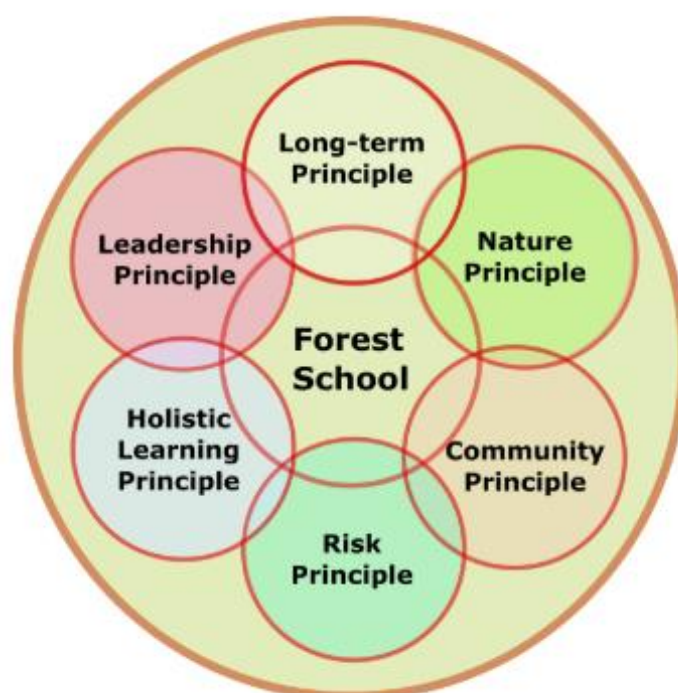 Long-term
Principle
Leadership
Principle
Nature
Principle
Forest
School
Holistic
Learning
Principle
Community
Principle
Risk
Principle